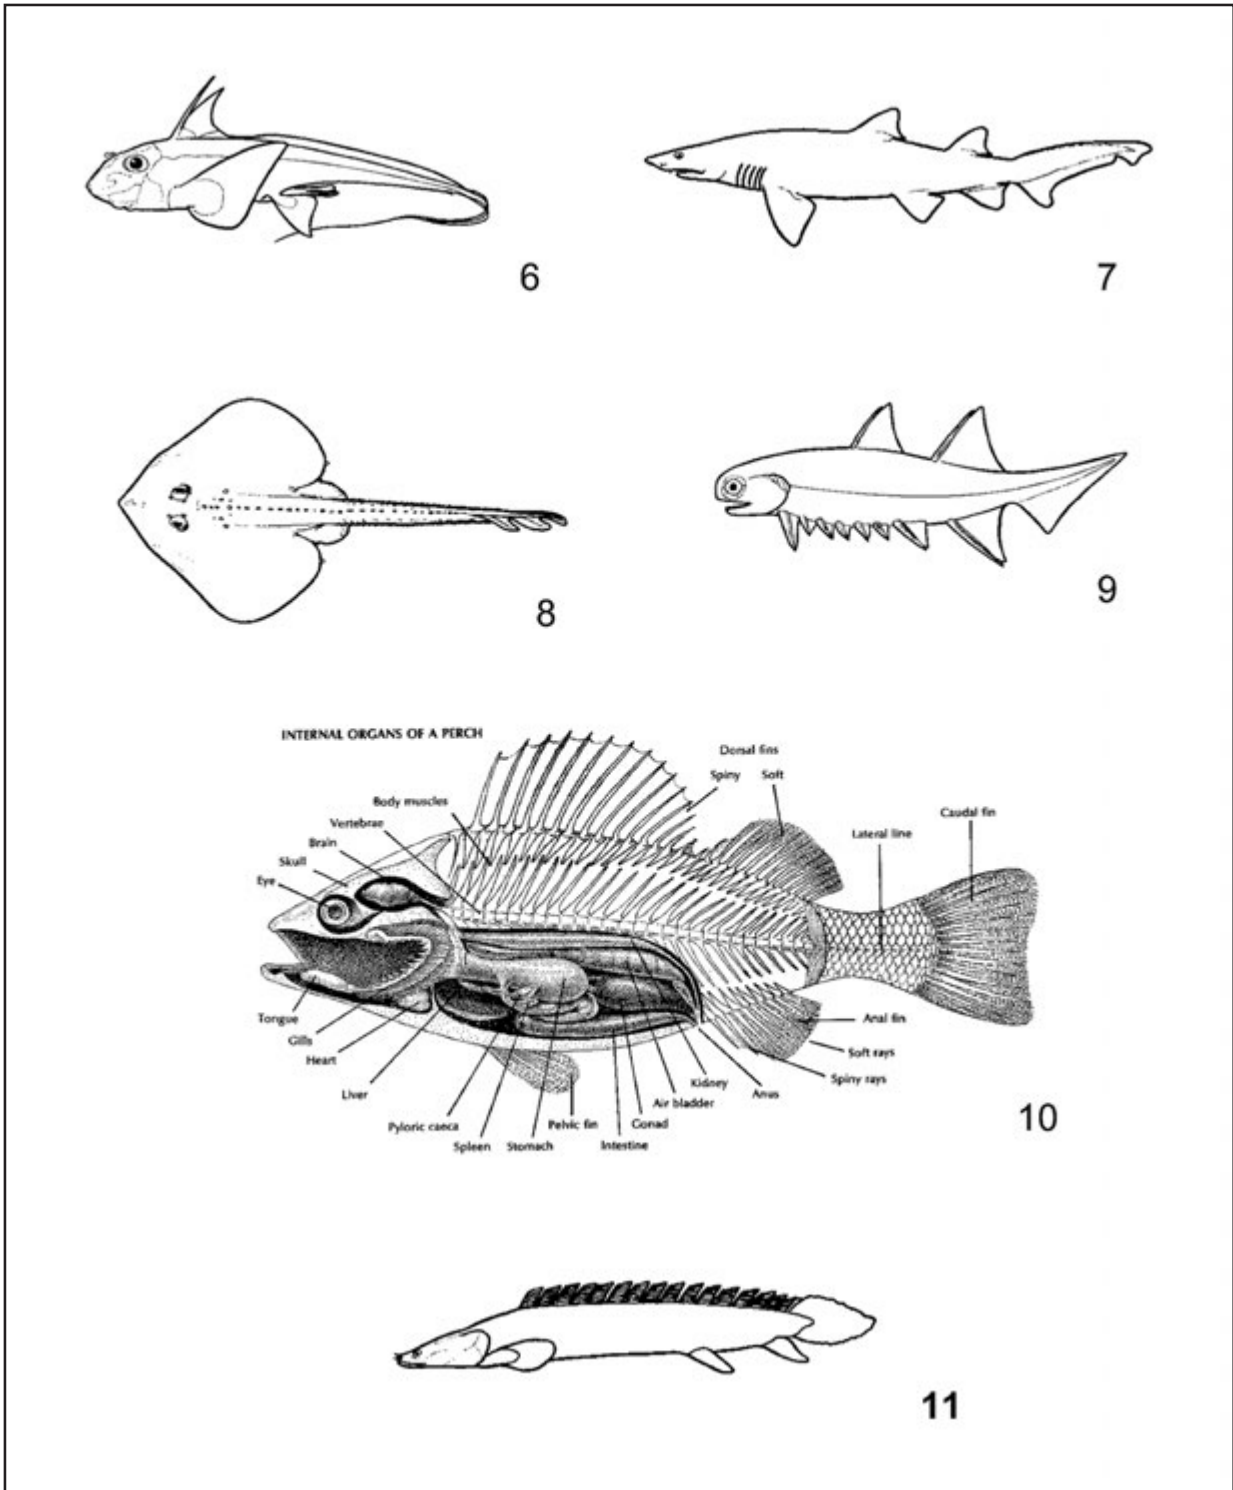 6
7
8
9
INTERNAL ORGANS OF A PERCH
Dorsal fins
Spiny Soft
Body muscles
Caudal fin
Vertebrae
Lateral line
Brain
Skull
Eye
Tongue
Gills
Heart
Liver
Pyloric caeca
Spleen
Stomach
Pelvic fin
Intestine
Gonad
Air bladder
Kidney
Anus
Anal fin
Soft rays
Spiny rays
10
11